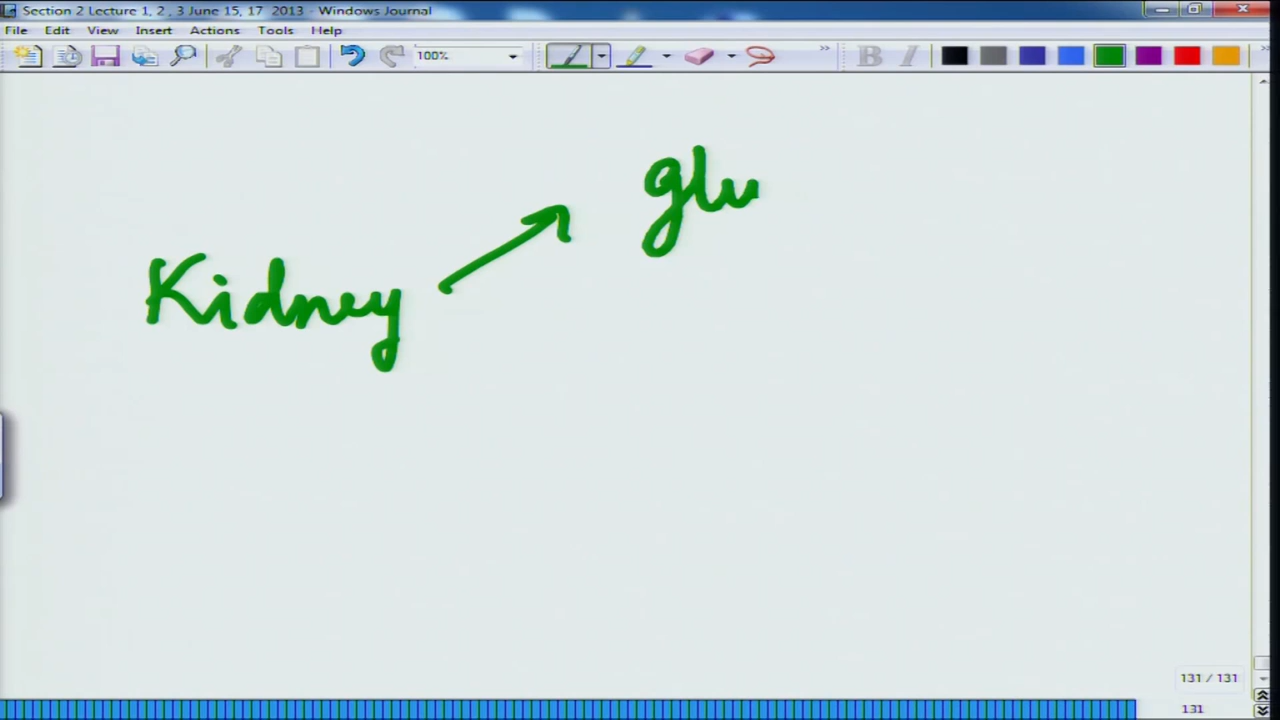 Section 2 Lecture 1, 2 , 3 June 15, 17 2013 - Windows Journal
File Edit View Insert Actions Tools Help
100% B I
glu
Kidney
131 / 131
131